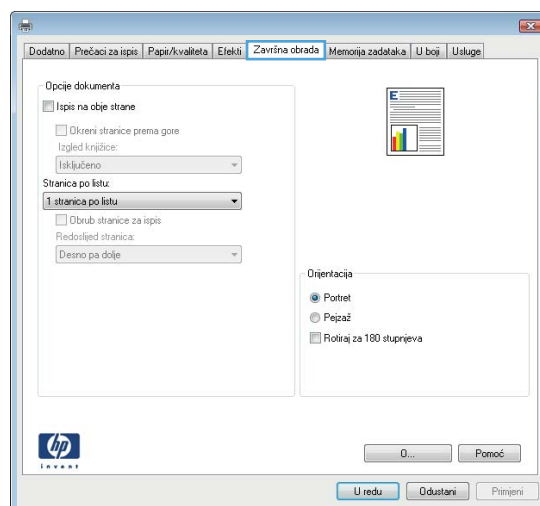 Dodatno Prečaci za ispis Papir/kvaliteta Efekti Završna obrada Memorija zadataka U boji Usluge
Opcije dokumenta
Ispis na obje strane
Okreni stranice prema gore
Izgled knjižice:
Isključeno
Stranica po listu:
1 stranica po listu
Obrub stranice za ispis
Redoslijed stranica:
Desno pa dolje
E
Orijentacija
Portret
Pejzaž
Rotiraj za 180 stupnjeva
hp
invent
O...
Pomoć
U redu
Odustani
Primjeni